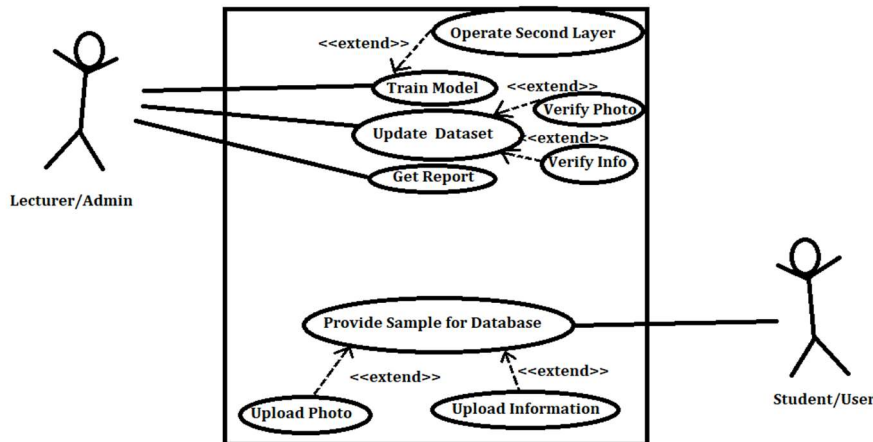 Operate Second Layer
<<extend>>
Train Model
<<extend>>
Verify Photo
Update Dataset
<<extend>>
Verify Info
Get Report
Lecturer/Admin
Provide Sample for Database
<<extend>>
<<extend>>
Upload Photo
Upload Information
Student/User